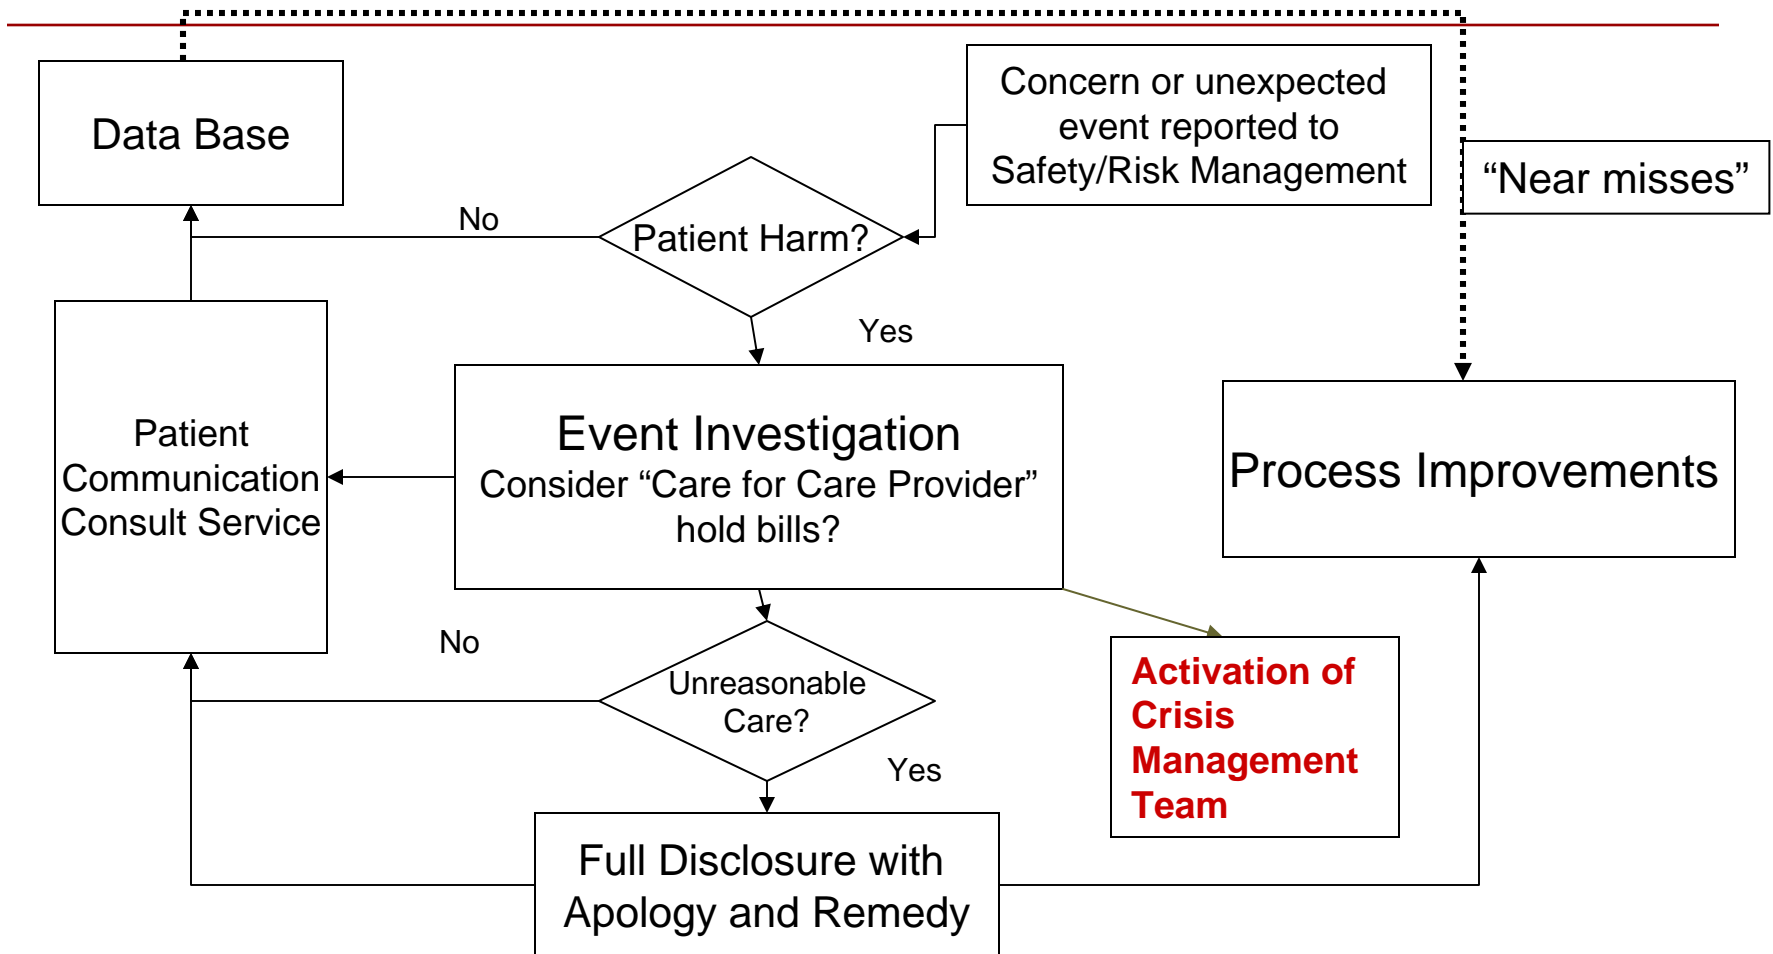 Data Base
Concern or unexpected
event reported to
Safety/Risk Management
“Near misses”
No
Patient Harm?
Yes
Patient
Communication
Consult Service
Event Investigation
Consider “Care for Care Provider”
hold bills?
Process Improvements
No
Unreasonable
Care?
Yes
Activation of
Crisis
Management
Team
Full Disclosure with
Apology and Remedy